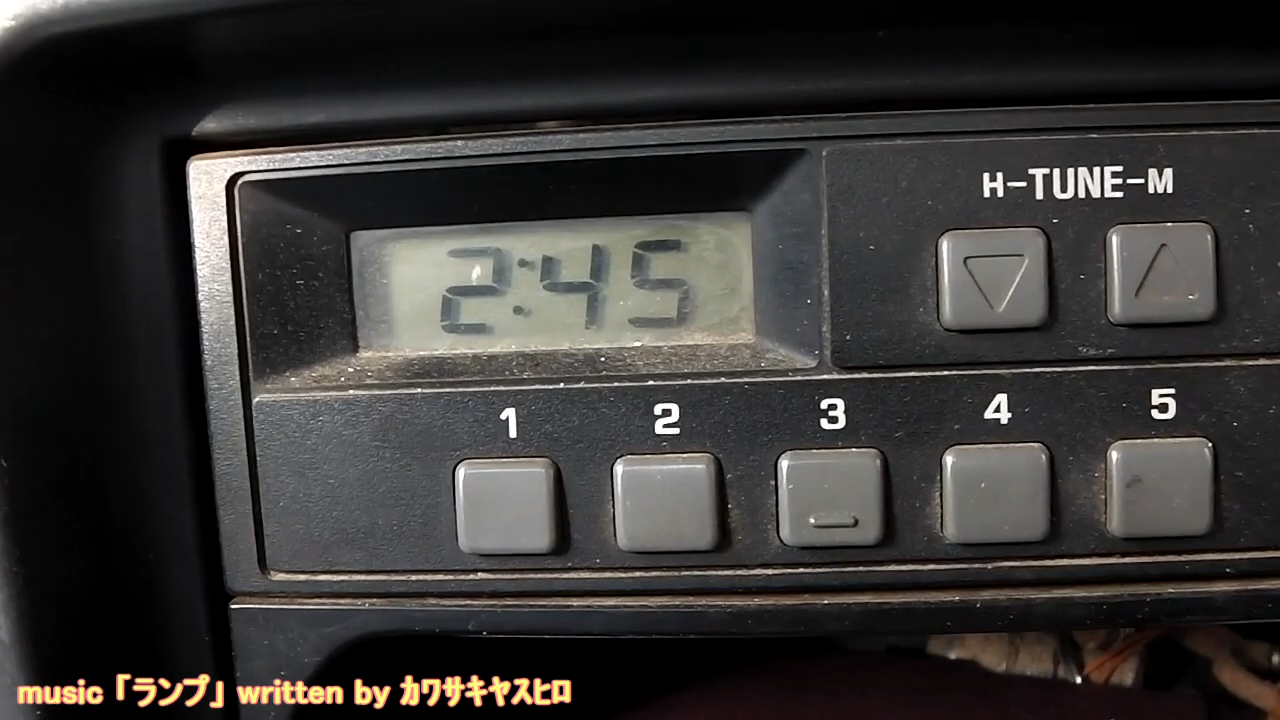 H-TUNE-M
2:45
1 2 3 4 5
music「ランプ」written by ｶﾜｻｷﾔｽﾋﾛ